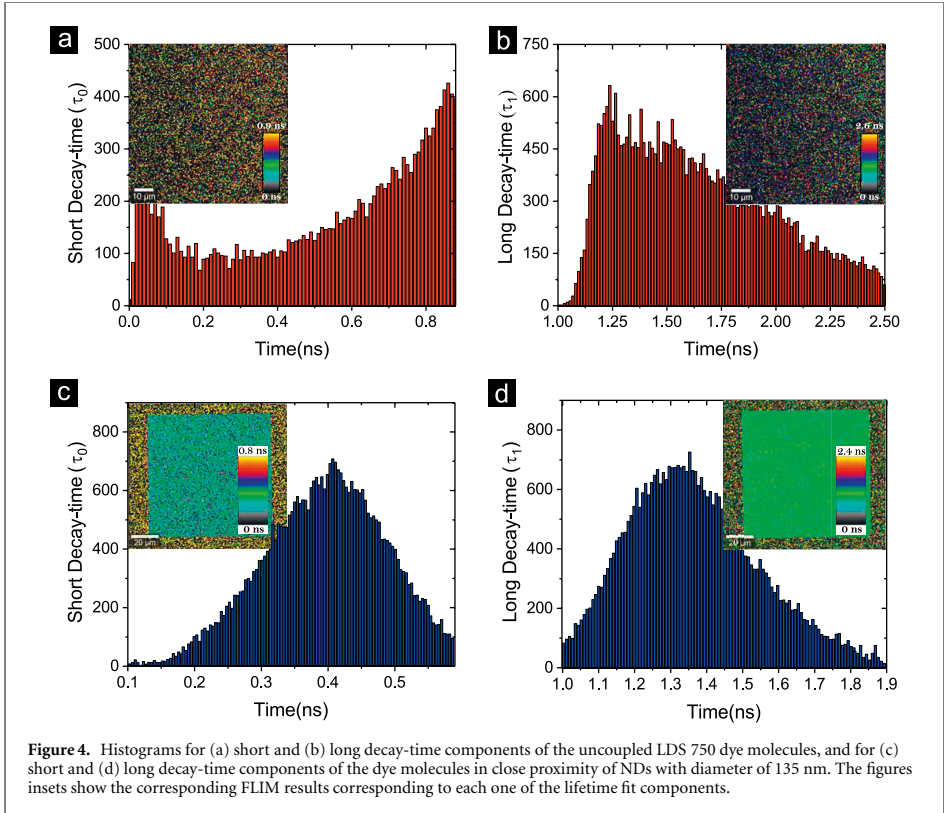 a
500
400
300
200
100
0
Short Decay-time (τ0)
0.9 ns
0 ns
10 μm
0.0 0.2 0.4 0.6 0.8
Time(ns)
b
750
600
450
300
150
0
Long Decay-time (τ1)
2.6 ns
0 ns
10 μm
1.00 1.25 1.50 1.75 2.00 2.25 2.50
Time(ns)
c
800
600
400
200
0
Short Decay-time (τ0)
0.8 ns
0 ns
20 μm
0.1 0.2 0.3 0.4 0.5
Time(ns)
d
800
600
400
200
0
Long Decay-time (τ1)
2.4 ns
0 ns
20 μm
1.0 1.1 1.2 1.3 1.4 1.5 1.6 1.7 1.8 1.9
Time(ns)
Figure 4. Histograms for (a) short and (b) long decay-time components of the uncoupled LDS 750 dye molecules, and for (c)
short and (d) long decay-time components of the dye molecules in close proximity of NDs with diameter of 135 nm. The figures
insets show the corresponding FLIM results corresponding to each one of the lifetime fit components.